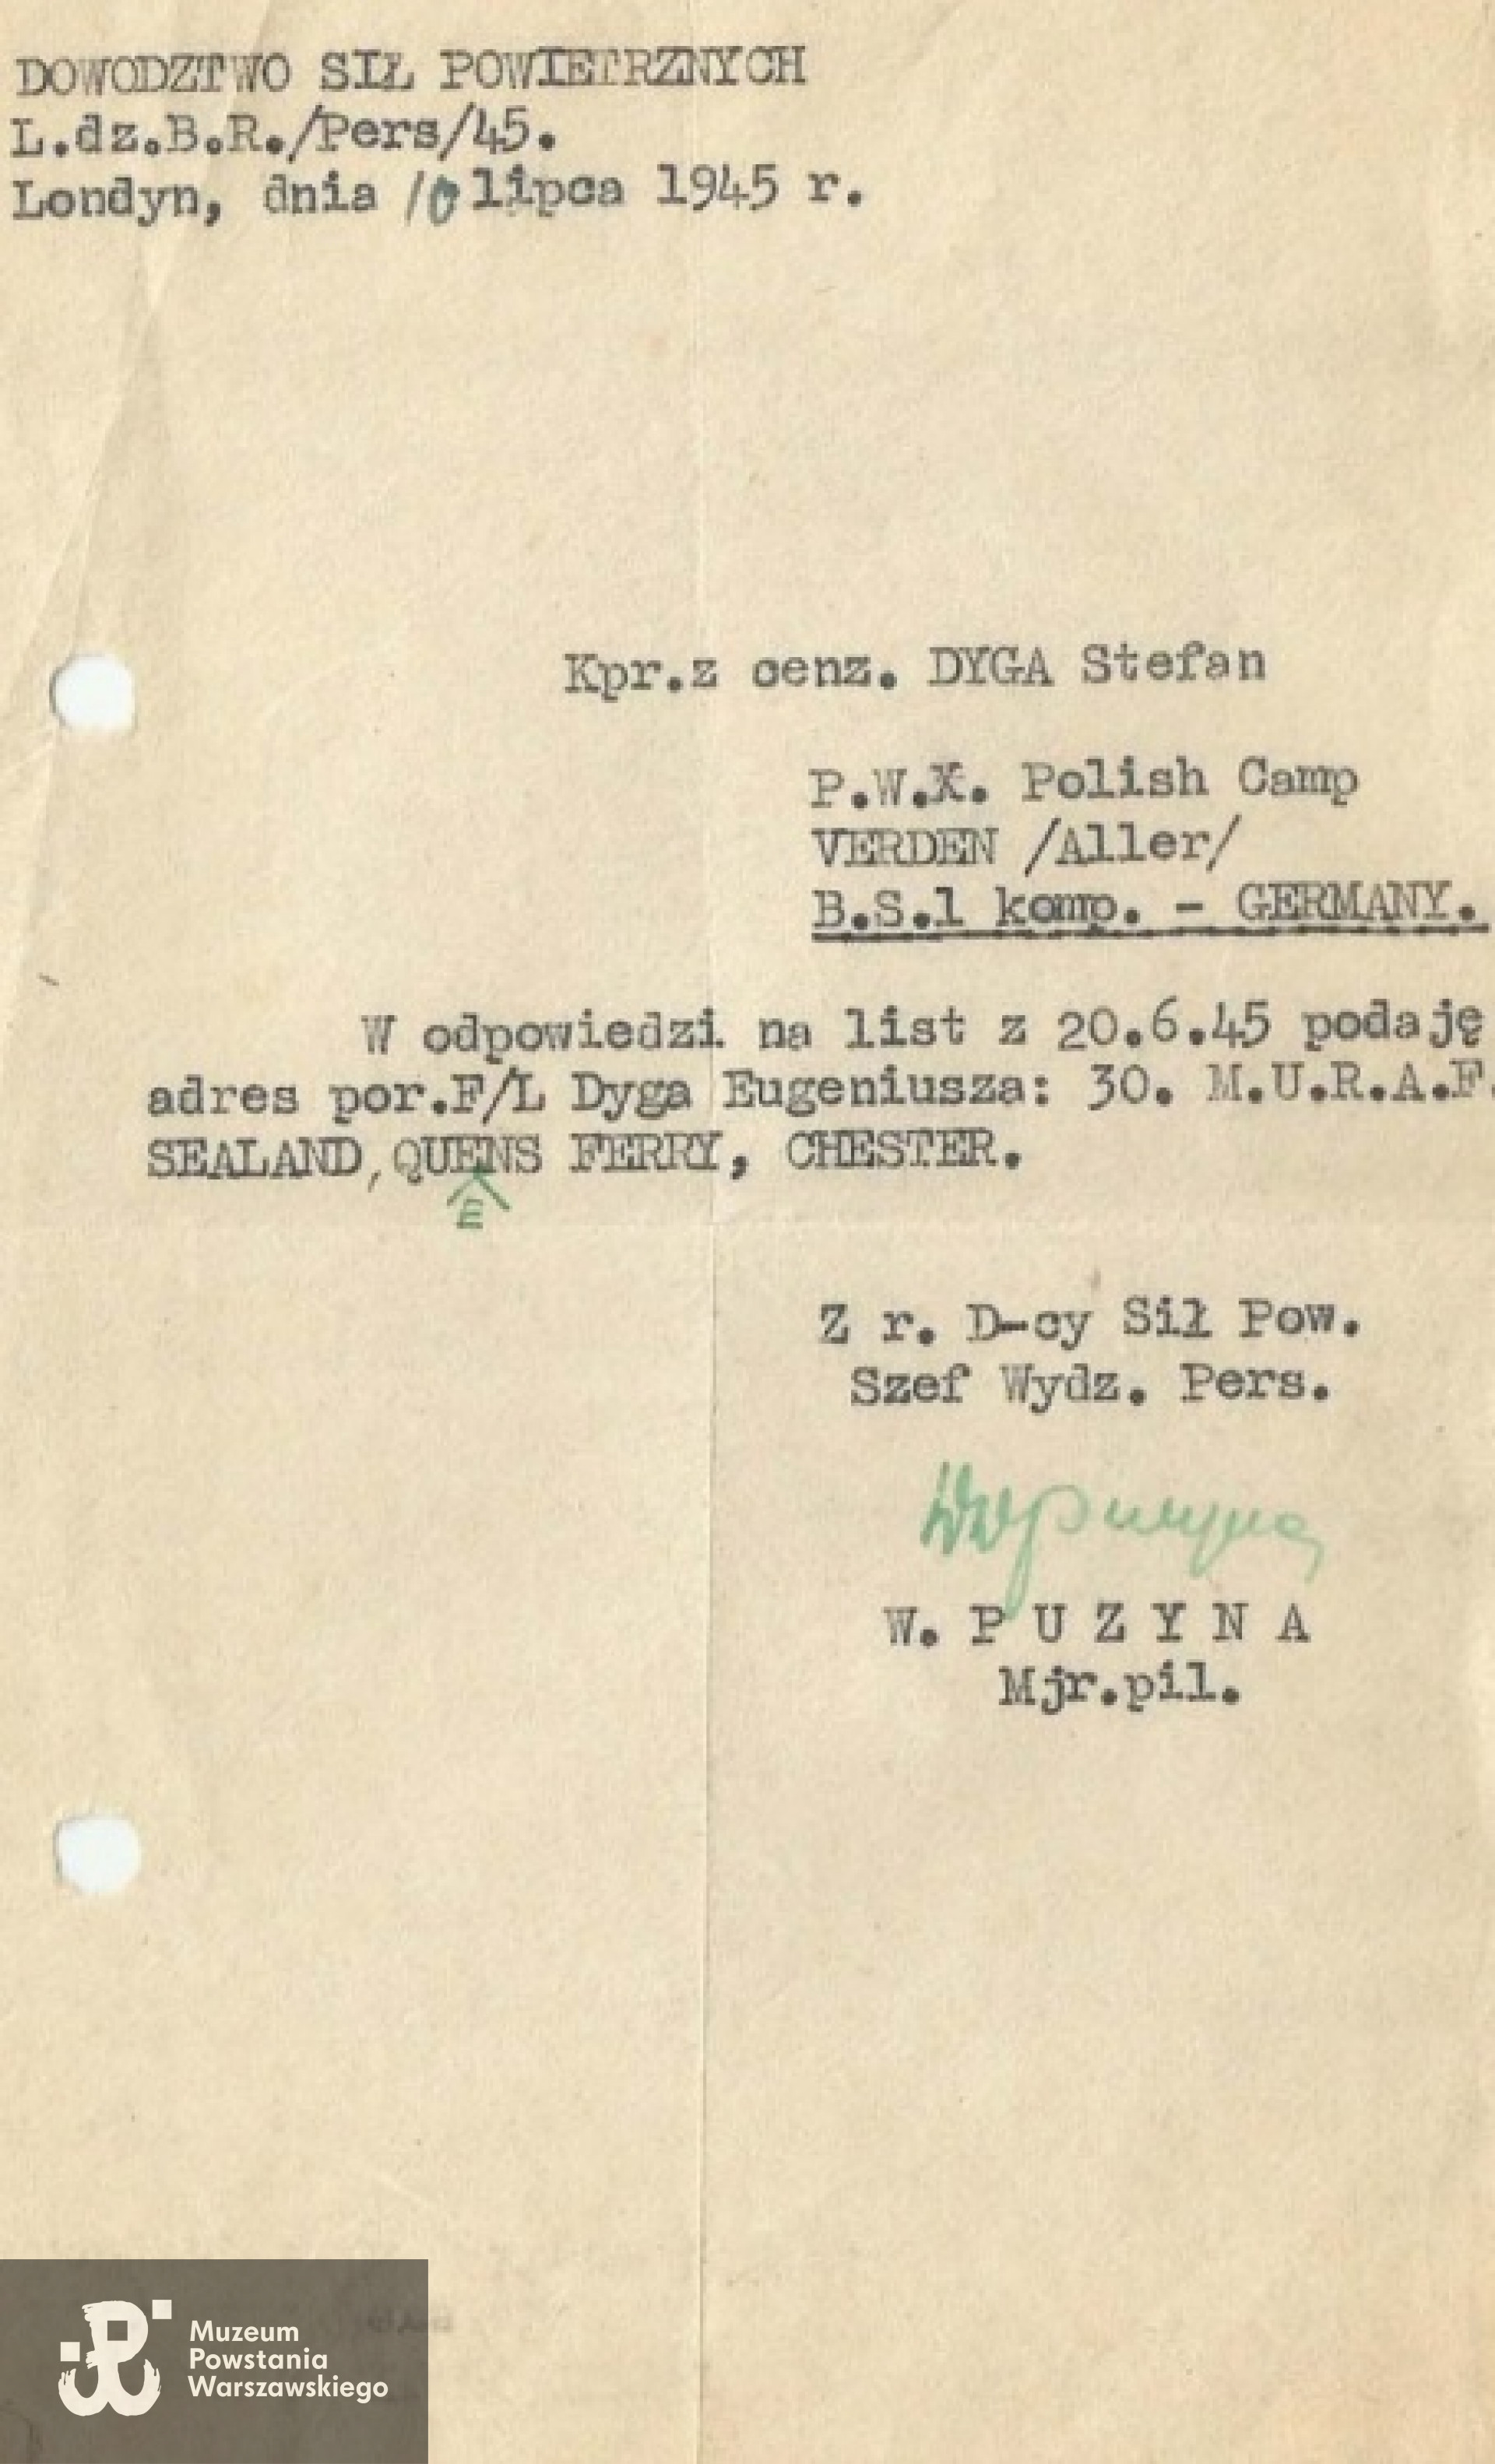 DOWODZTWO SIŁ POWIETRZNYCH
L.dz.B.R./Pers/45.
Londyn, dnia 10 lipca 1945 r.
Kpr.z cenz. DYGA Stefan
P.W.X. Polish Camp
VERDEN /Aller/
B.S.l komp. - GERMANY.
W odpowiedzi na list z 20.6.45 podaję
adres por.F/L Dyga Eugeniusza: 30. M.U.R.A.F.
SEALAND, QUENS FERRY, CHESTER.
E
Z r. D-cy Sił Pow.
Szef Wydz. Pers.
WPuzyna
W. P U Z Y N A
Mjr.pil.
Muzeum
Powstania
Warszawskiego